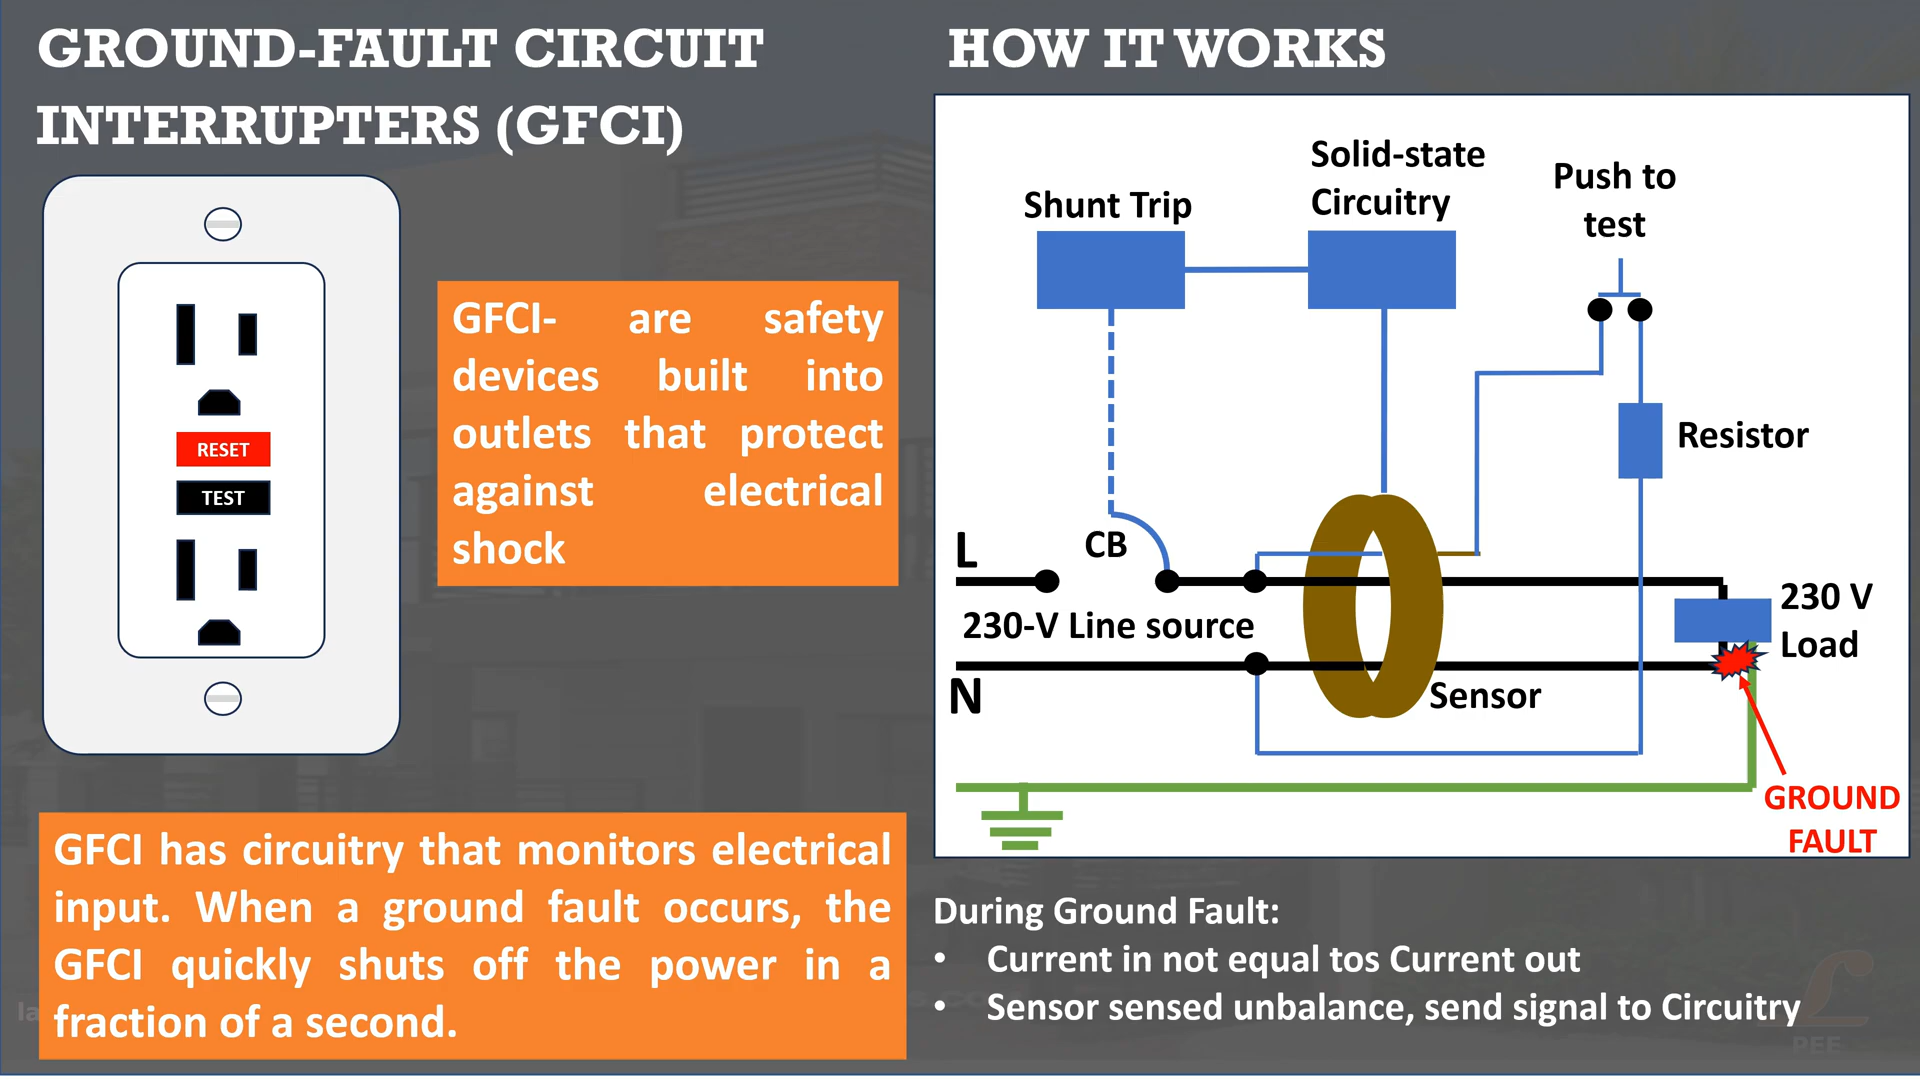 GROUND-FAULT CIRCUIT
INTERRUPTERS (GFCI)
RESET
TEST
GFCI- are safety
devices built into
outlets that protect
against electrical
shock
GFCI has circuitry that monitors electrical
input. When a ground fault occurs, the
GFCI quickly shuts off the power in a
fraction of a second.
HOW IT WORKS
Solid-state
Circuitry
Push to
test
Shunt Trip
Resistor
CB
L
230-V Line source
230 V
Load
N
Sensor
GROUND
FAULT
During Ground Fault:
• Current in not equal tos Current out
• Sensor sensed unbalance, send signal to Circuitry
PEE